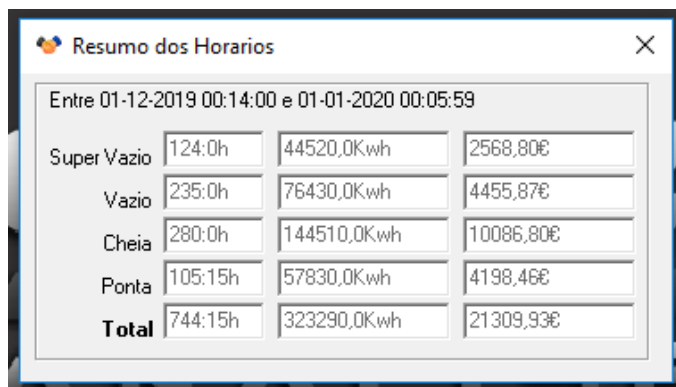 Resumo dos Horarios
Entre 01-12-2019 00:14:00 e 01-01-2020 00:05:59
Super Vazio 124:0h 44520,0Kwh 2568,80€
Vazio 235:0h 76430,0Kwh 4455,87€
Cheia 280:0h 144510,0Kwh 10086,80€
Ponta 105:15h 57830,0Kwh 4198,46€
Total 744:15h 323290,0Kwh 21309,93€